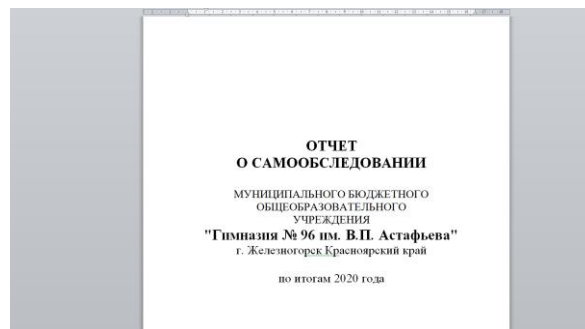 ОТЧЕТ
О САМООБСЛЕДОВАНИИ
МУНИЦИПАЛЬНОГО БЮДЖЕТНОГО
ОБЩЕОБРАЗОВАТЕЛЬНОГО
УЧРЕЖДЕНИЯ
"Гимназия № 96 им. В.П. Астафьева"
г. Железногорск Красноярский край
по итогам 2020 года